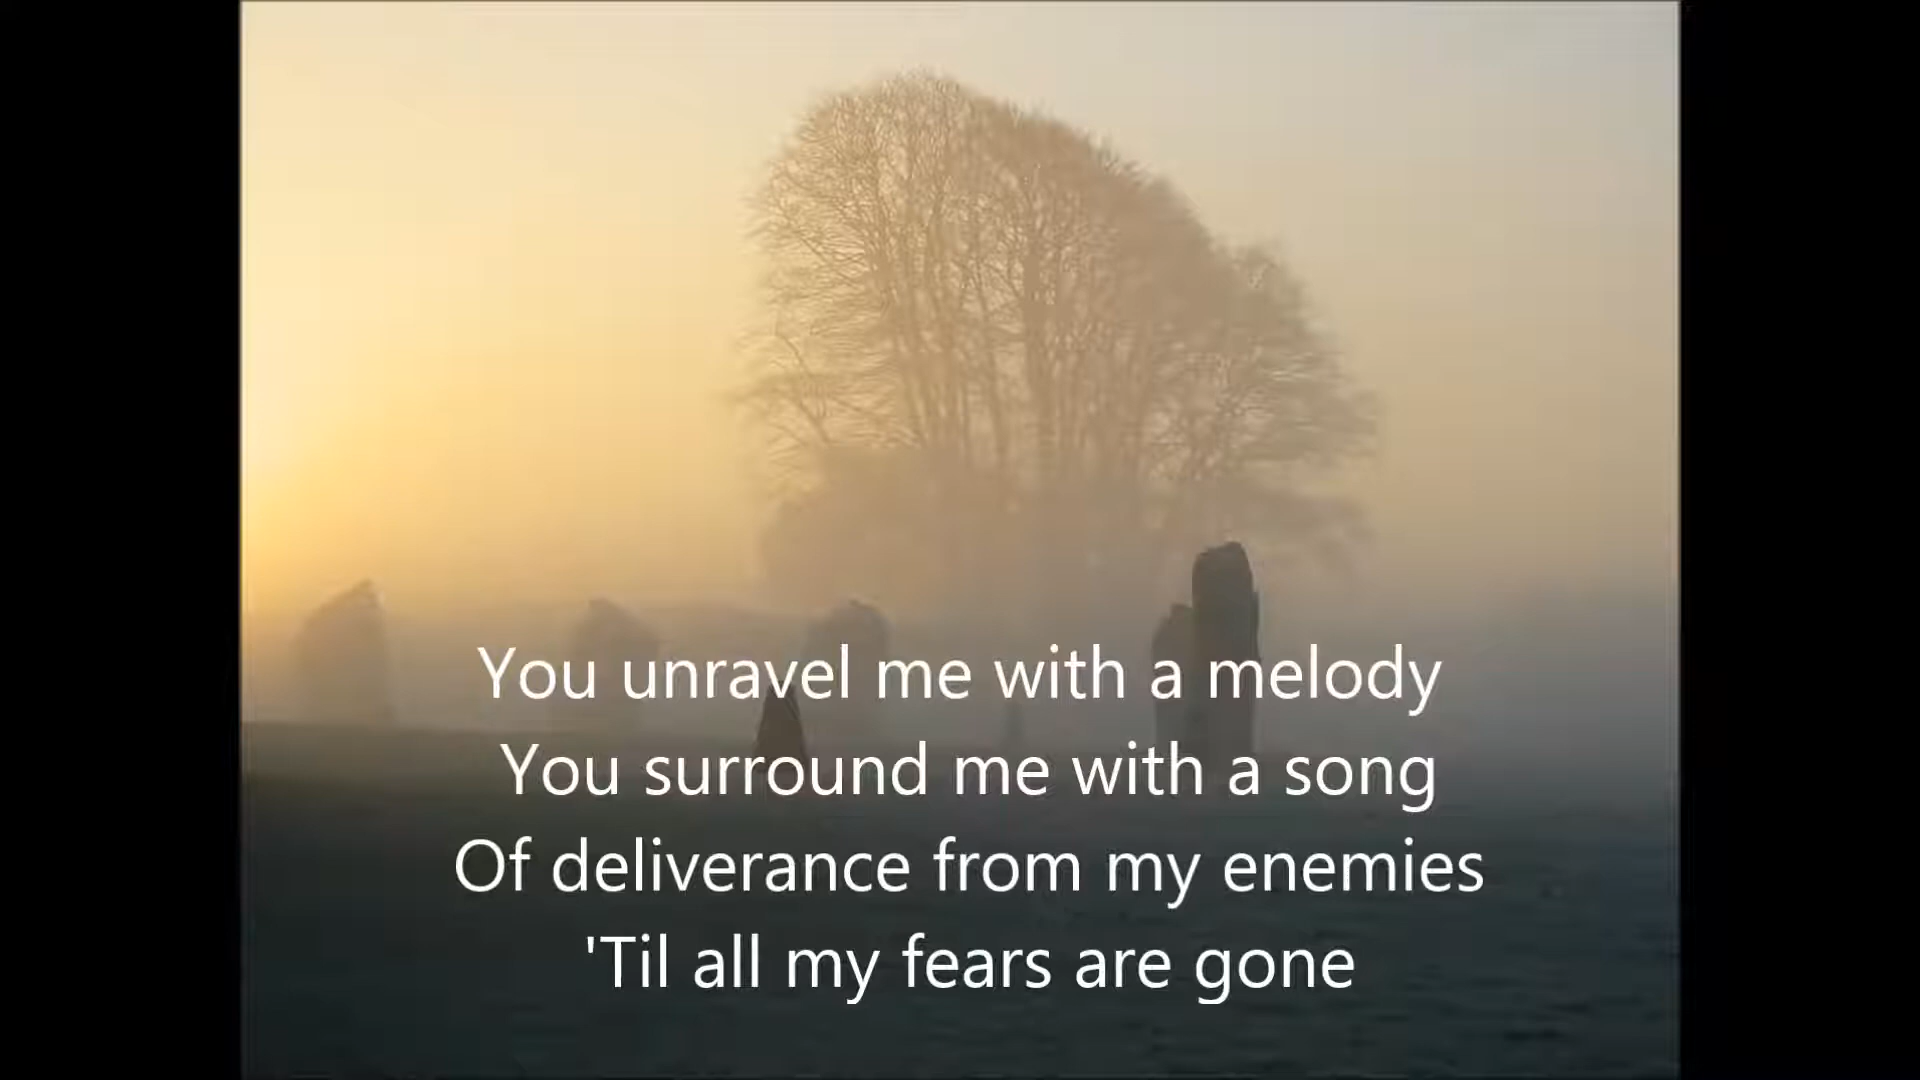 You unravel me with a melody
You surround me with a song
Of deliverance from my enemies
'Til all my fears are gone